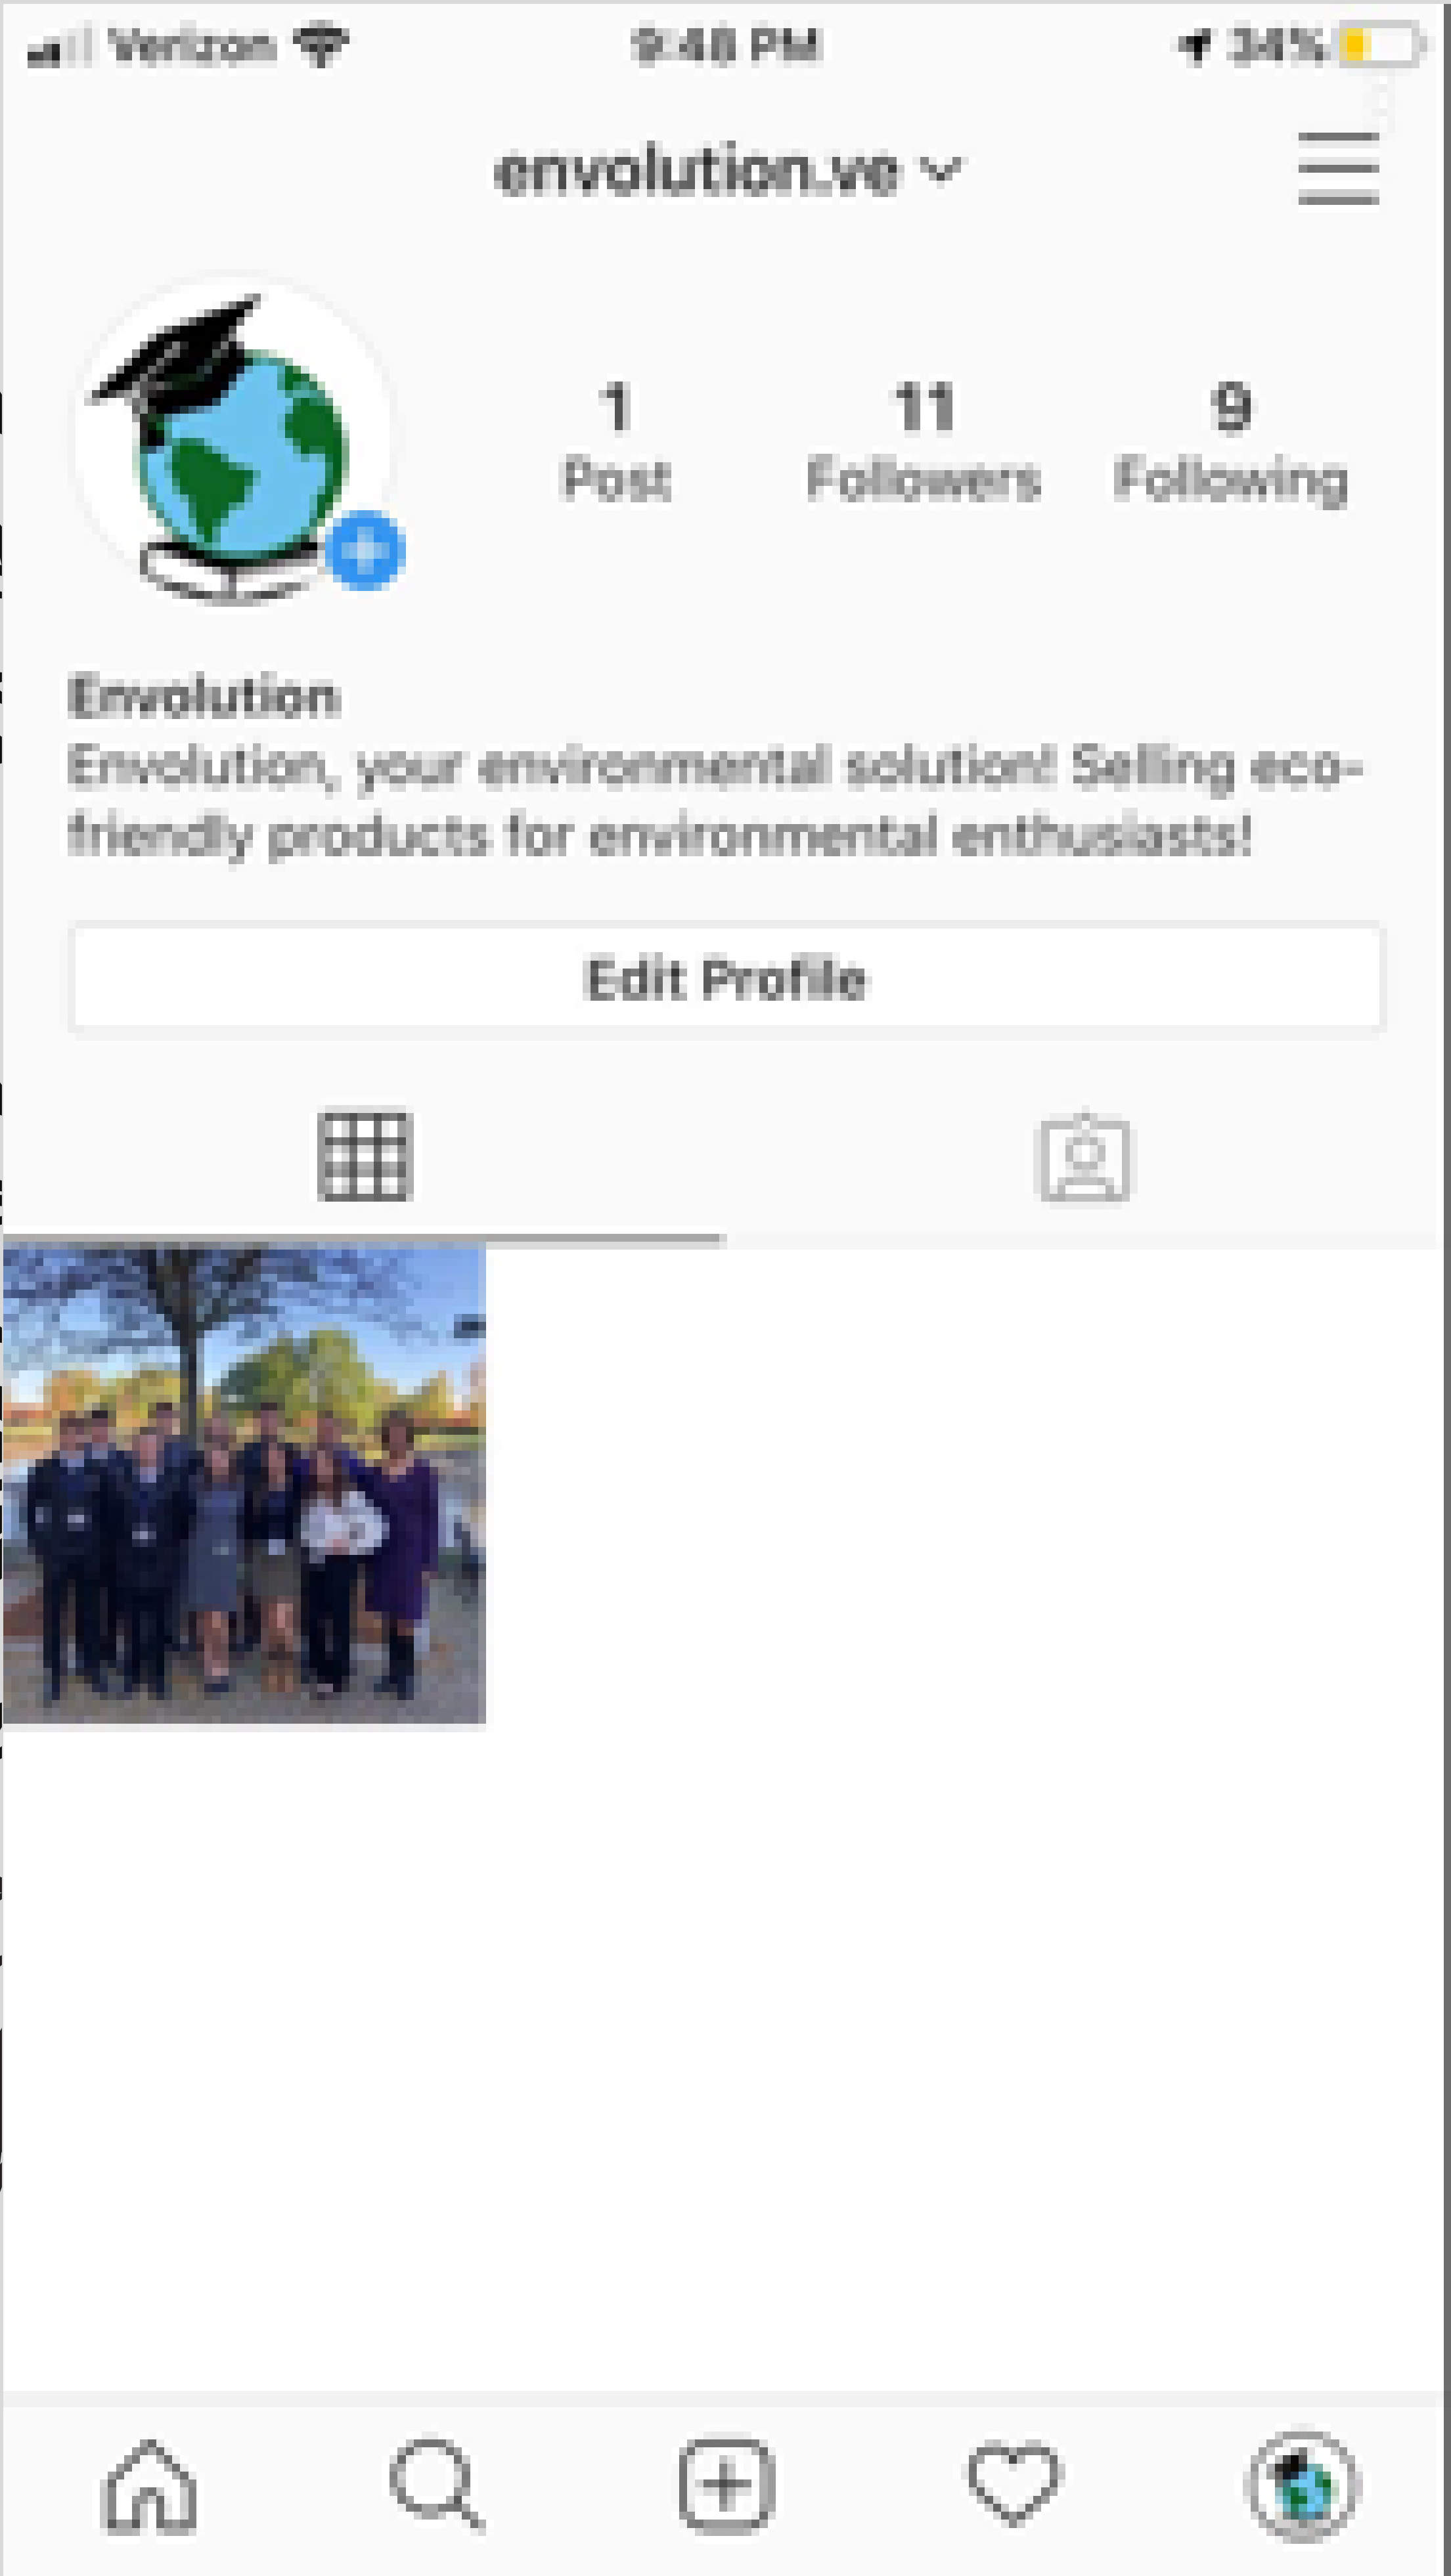 Verizon 9:48 PM 34%
envolution.ve
1 11 9
Post Followers Following
Envolution
Envolution, your environmental solution! Selling eco-
friendly products for environmental enthusiasts!
Edit Profile